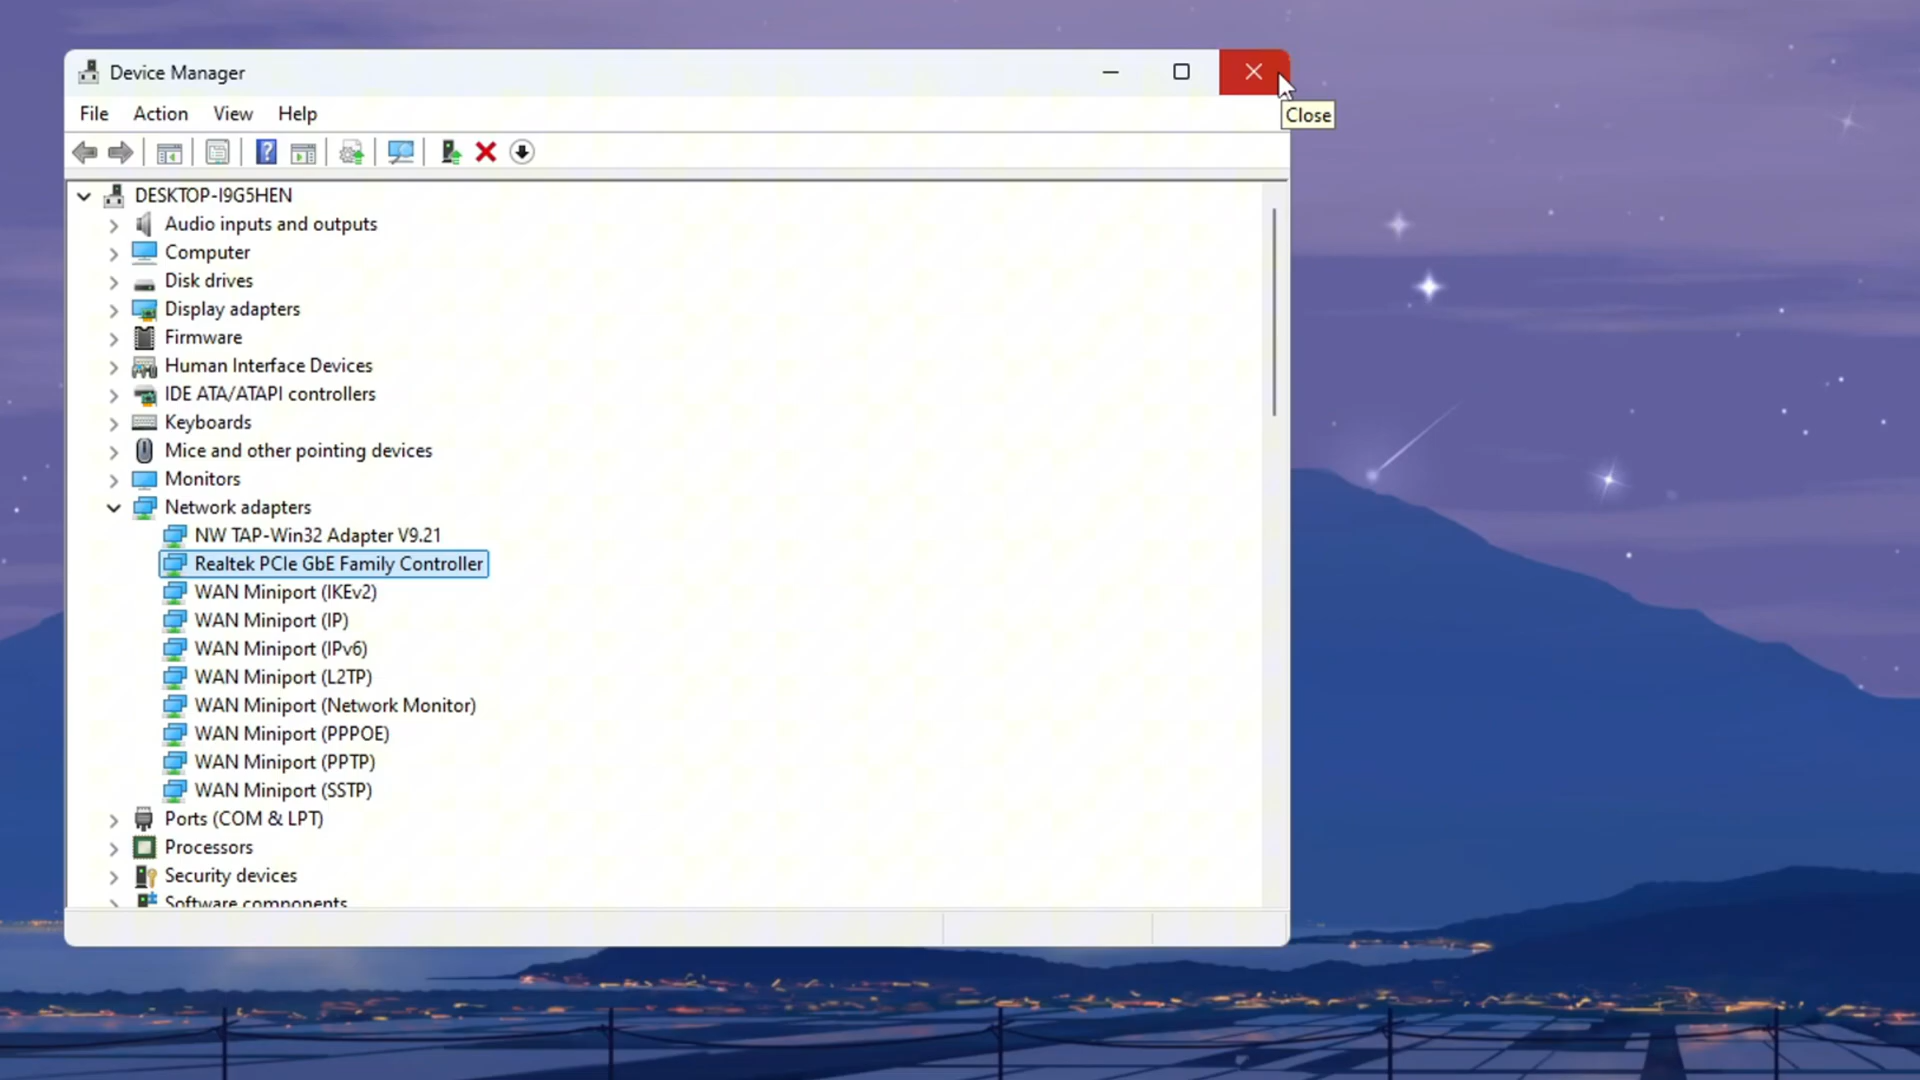 Device Manager
Close
File Action View Help
DESKTOP-I9G5HEN
Audio inputs and outputs
Computer
Disk drives
Display adapters
Firmware
Human Interface Devices
IDE ATA/ATAPI controllers
Keyboards
Mice and other pointing devices
Monitors
Network adapters
NW TAP-Win32 Adapter V9.21
Realtek PCIe GbE Family Controller
WAN Miniport (IKEv2)
WAN Miniport (IP)
WAN Miniport (IPv6)
WAN Miniport (L2TP)
WAN Miniport (Network Monitor)
WAN Miniport (PPPOE)
WAN Miniport (PPTP)
WAN Miniport (SSTP)
Ports (COM & LPT)
Processors
Security devices
Software components